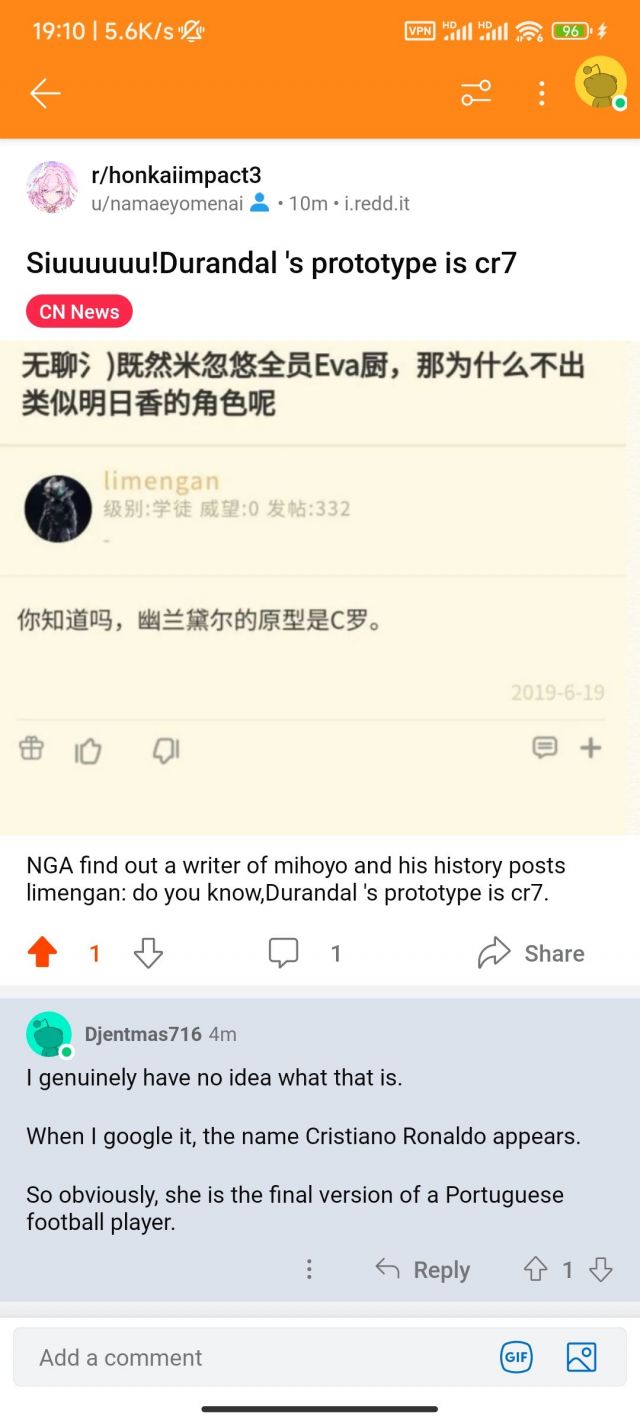 19:10 | 5.6K/s
VPN HD HD 6 96
r/honkaiimpact3
u/namaeyomenai • 10m • i.redd.it
Siuuuuuu!Durandal 's prototype is cr7
CN News
无聊氵)既然米忽悠全员Eva厨，那为什么不出
类似明日香的角色呢
limengan
级别:学徒 威望:0 发帖:332
-
你知道吗，幽兰黛尔的原型是C罗。
2019-6-19
NGA find out a writer of mihoyo and his history posts
limengan: do you know,Durandal 's prototype is cr7.
1 1 Share
Djentmas716 4m
I genuinely have no idea what that is.
When I google it, the name Cristiano Ronaldo appears.
So obviously, she is the final version of a Portuguese
football player.
Reply 1
Add a comment GIF